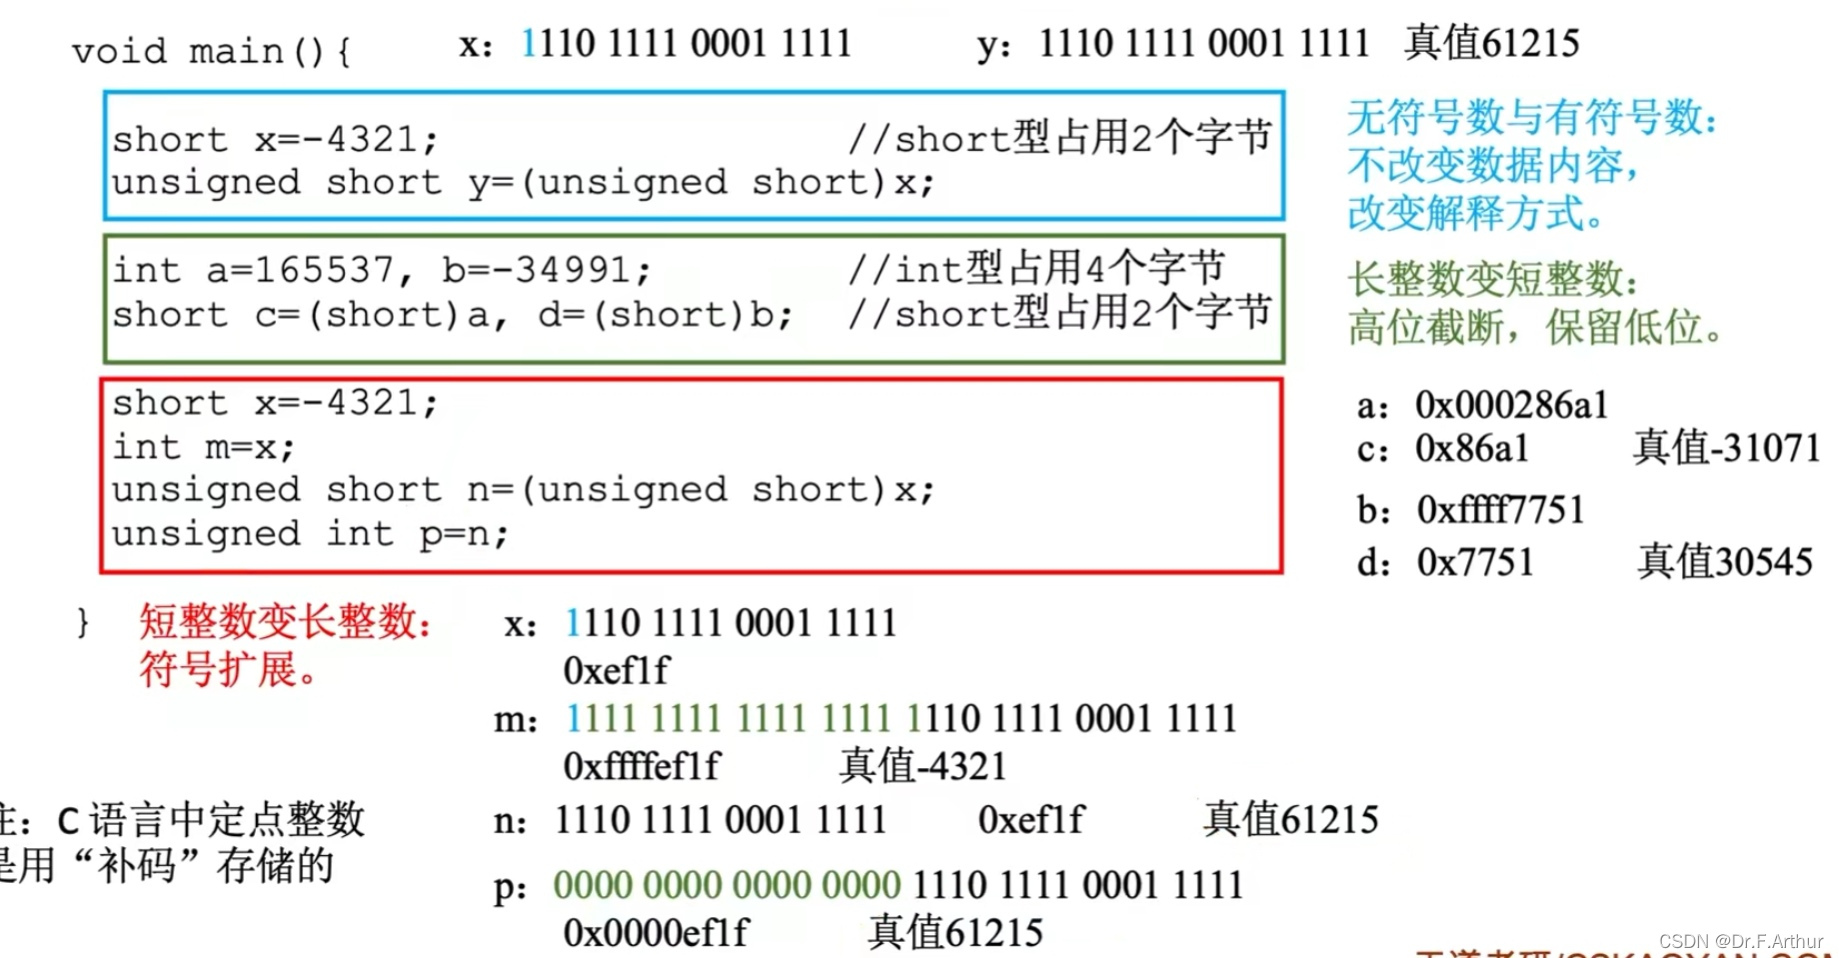 void main(){ x：1110 1111 0001 1111 y：1110 1111 0001 1111 真值61215
short x=-4321; //short型占用2个字节
unsigned short y=(unsigned short)x;
无符号数与有符号数：
不改变数据内容，
改变解释方式。
int a=165537, b=-34991; //int型占用4个字节
short c=(short)a, d=(short)b; //short型占用2个字节
长整数变短整数：
高位截断，保留低位。
short x=-4321;
int m=x;
unsigned short n=(unsigned short)x;
unsigned int p=n;
a：0x000286a1
c：0x86a1 真值-31071
b：0xffff7751
d：0x7751 真值30545
}
短整数变长整数：
符号扩展。
x：1110 1111 0001 1111
0xef1f
m：1111 1111 1111 1111 1110 1111 0001 1111
0xffffef1f 真值-4321
n：1110 1111 0001 1111 0xef1f 真值61215
p：0000 0000 0000 0000 1110 1111 0001 1111
0x0000ef1f 真值61215
：C语言中定点整数
用“补码”存储的
CSDN @Dr.F.Arthur